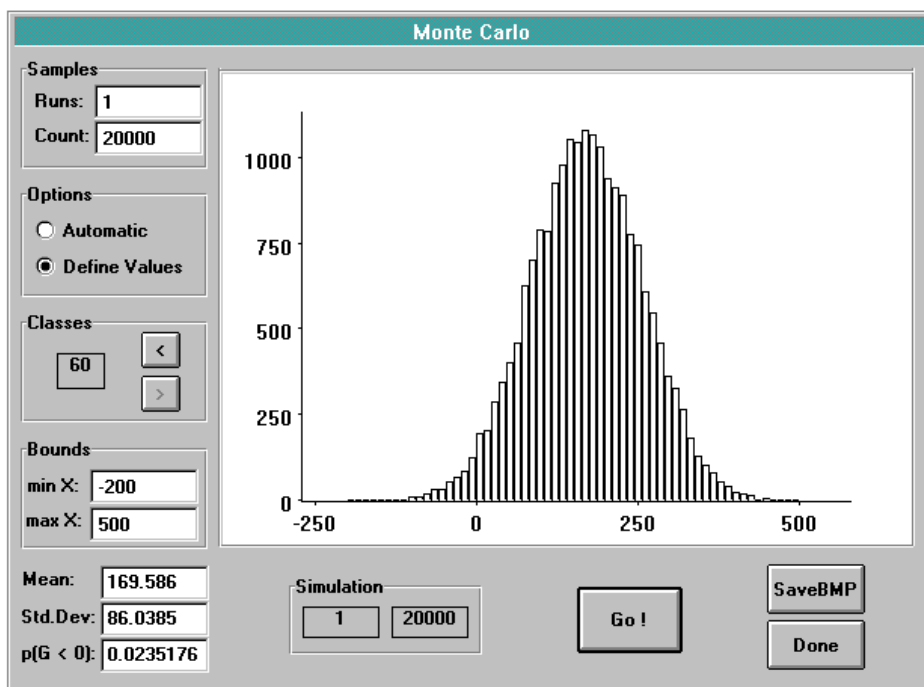 Monte Carlo
Samples
Runs: 1
Count: 20000
Options
Automatic
Define Values
Classes
60
<
>
Bounds
min X: -200
max X: 500
Mean: 169.586
Std.Dev: 86.0385
p(G < 0): 0.0235176
1000
750
500
250
0
-250 0 250 500
Simulation
1 20000
Go !
SaveBMP
Done